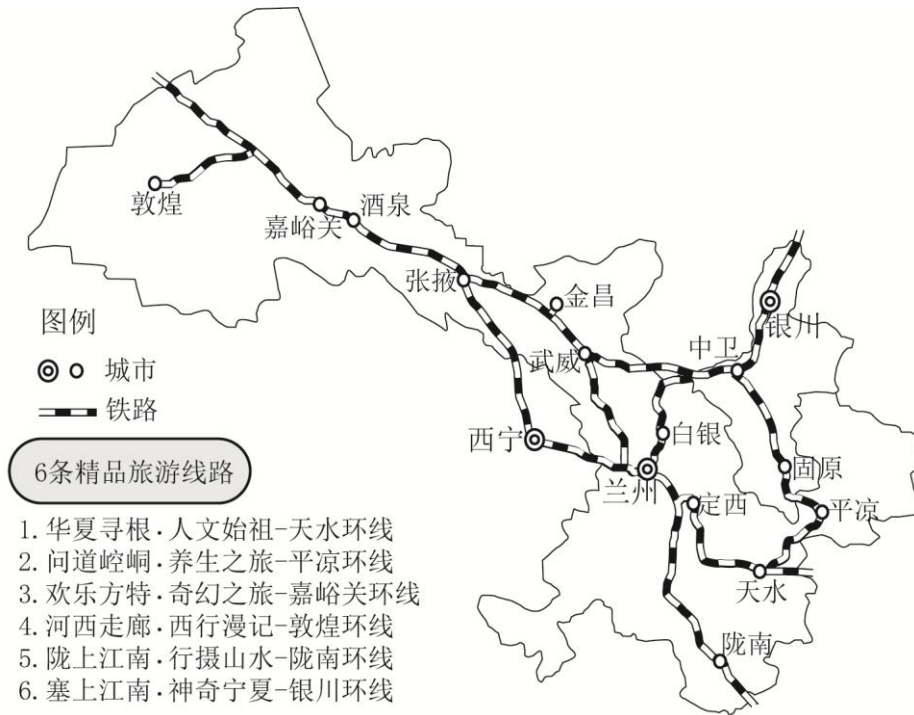 敦煌
嘉峪关
酒泉
张掖
金昌
银川
图例
中卫
武威
城市
铁路
西宁
白银
6条精品旅游线路
兰州
固原
定西
平凉
1.华夏寻根·人文始祖-天水环线
2.问道崆峒·养生之旅-平凉环线
天水
3.欢乐方特·奇幻之旅-嘉峪关环线
4.河西走廊·西行漫记-敦煌环线
5.陇上江南·行摄山水-陇南环线
陇南
6.塞上江南·神奇宁夏-银川环线